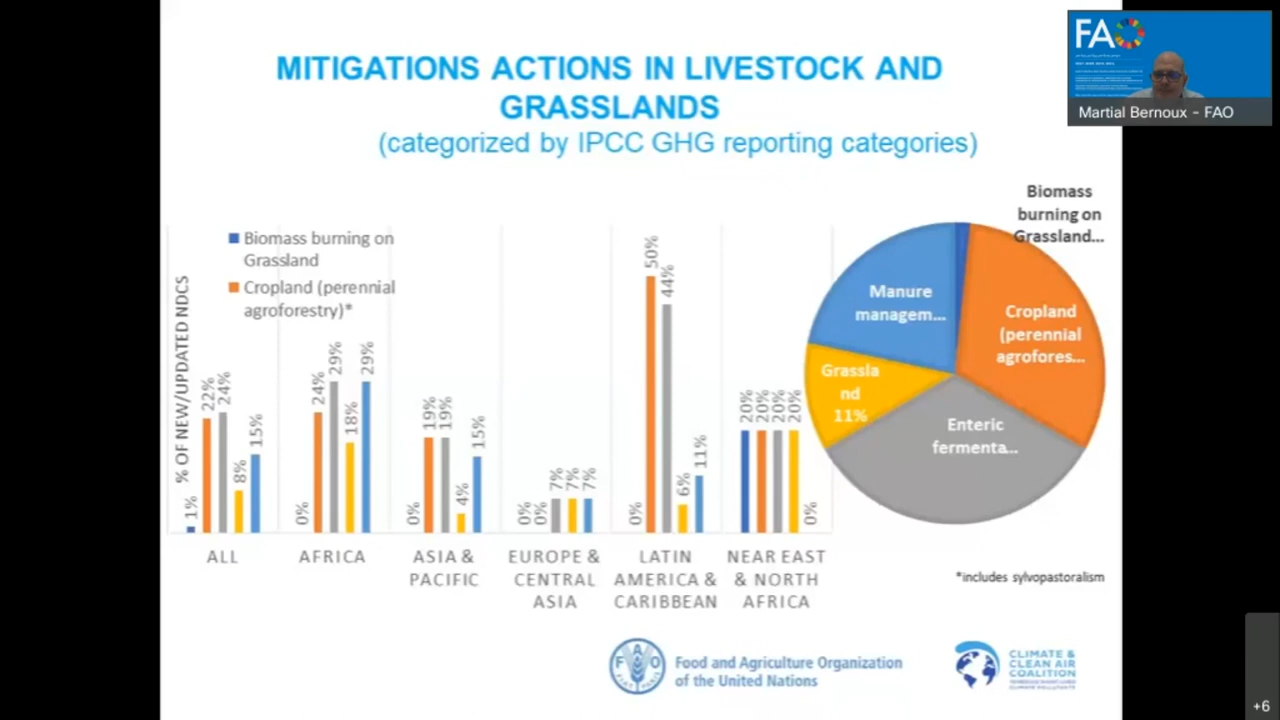 MITIGATONS ACTIONS IN LIVESTOCK AND
GRASSLANDS
(categorized by IPCC GHG reporting categories)
FAO
Martial Bernoux - FAO
% OF NEW/UPDATED NDCS
Biomass burning on
Grassland
Cropland (perennial
agroforestry)*
1%
22%
24%
8%
15%
0%
24%
29%
18%
29%
0%
19%
19%
4%
15%
0%
0%
7%
7%
7%
0%
50%
44%
6%
11%
20%
20%
20%
20%
0%
ALL
AFRICA
ASIA &
PACIFIC
EUROPE &
CENTRAL
ASIA
LATIN
AMERICA &
CARIBBEAN
NEAR EAST
& NORTH
AFRICA
Biomass
burning on
Grassland...
Cropland
(perennial
agrofores...
Enteric
fermenta...
Grassla
nd
11%
Manure
managem...
*includes sylvopastoralism
FAO
FIAT PANIS
Food and Agriculture Organization
of the United Nations
CLIMATE &
CLEAN AIR
COALITION
+6